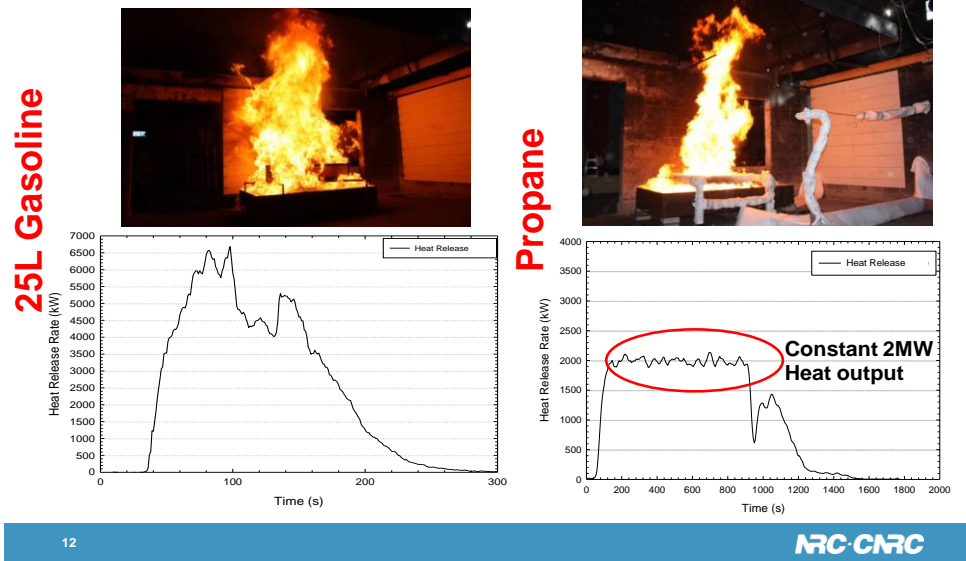 25L Gasoline
Heat Release
Heat Release Rate (kW)
7000
6500
6000
5500
5000
4500
4000
3500
3000
2500
2000
1500
1000
500
0
0 100 200 300
Time (s)
Propane
Heat Release
Heat Release Rate (kW)
4000
3500
3000
2500
2000
1500
1000
500
0
Constant 2MW
Heat output
0 200 400 600 800 1000 1200 1400 1600 1800 2000
Time (s)
12
NRC·CNRC